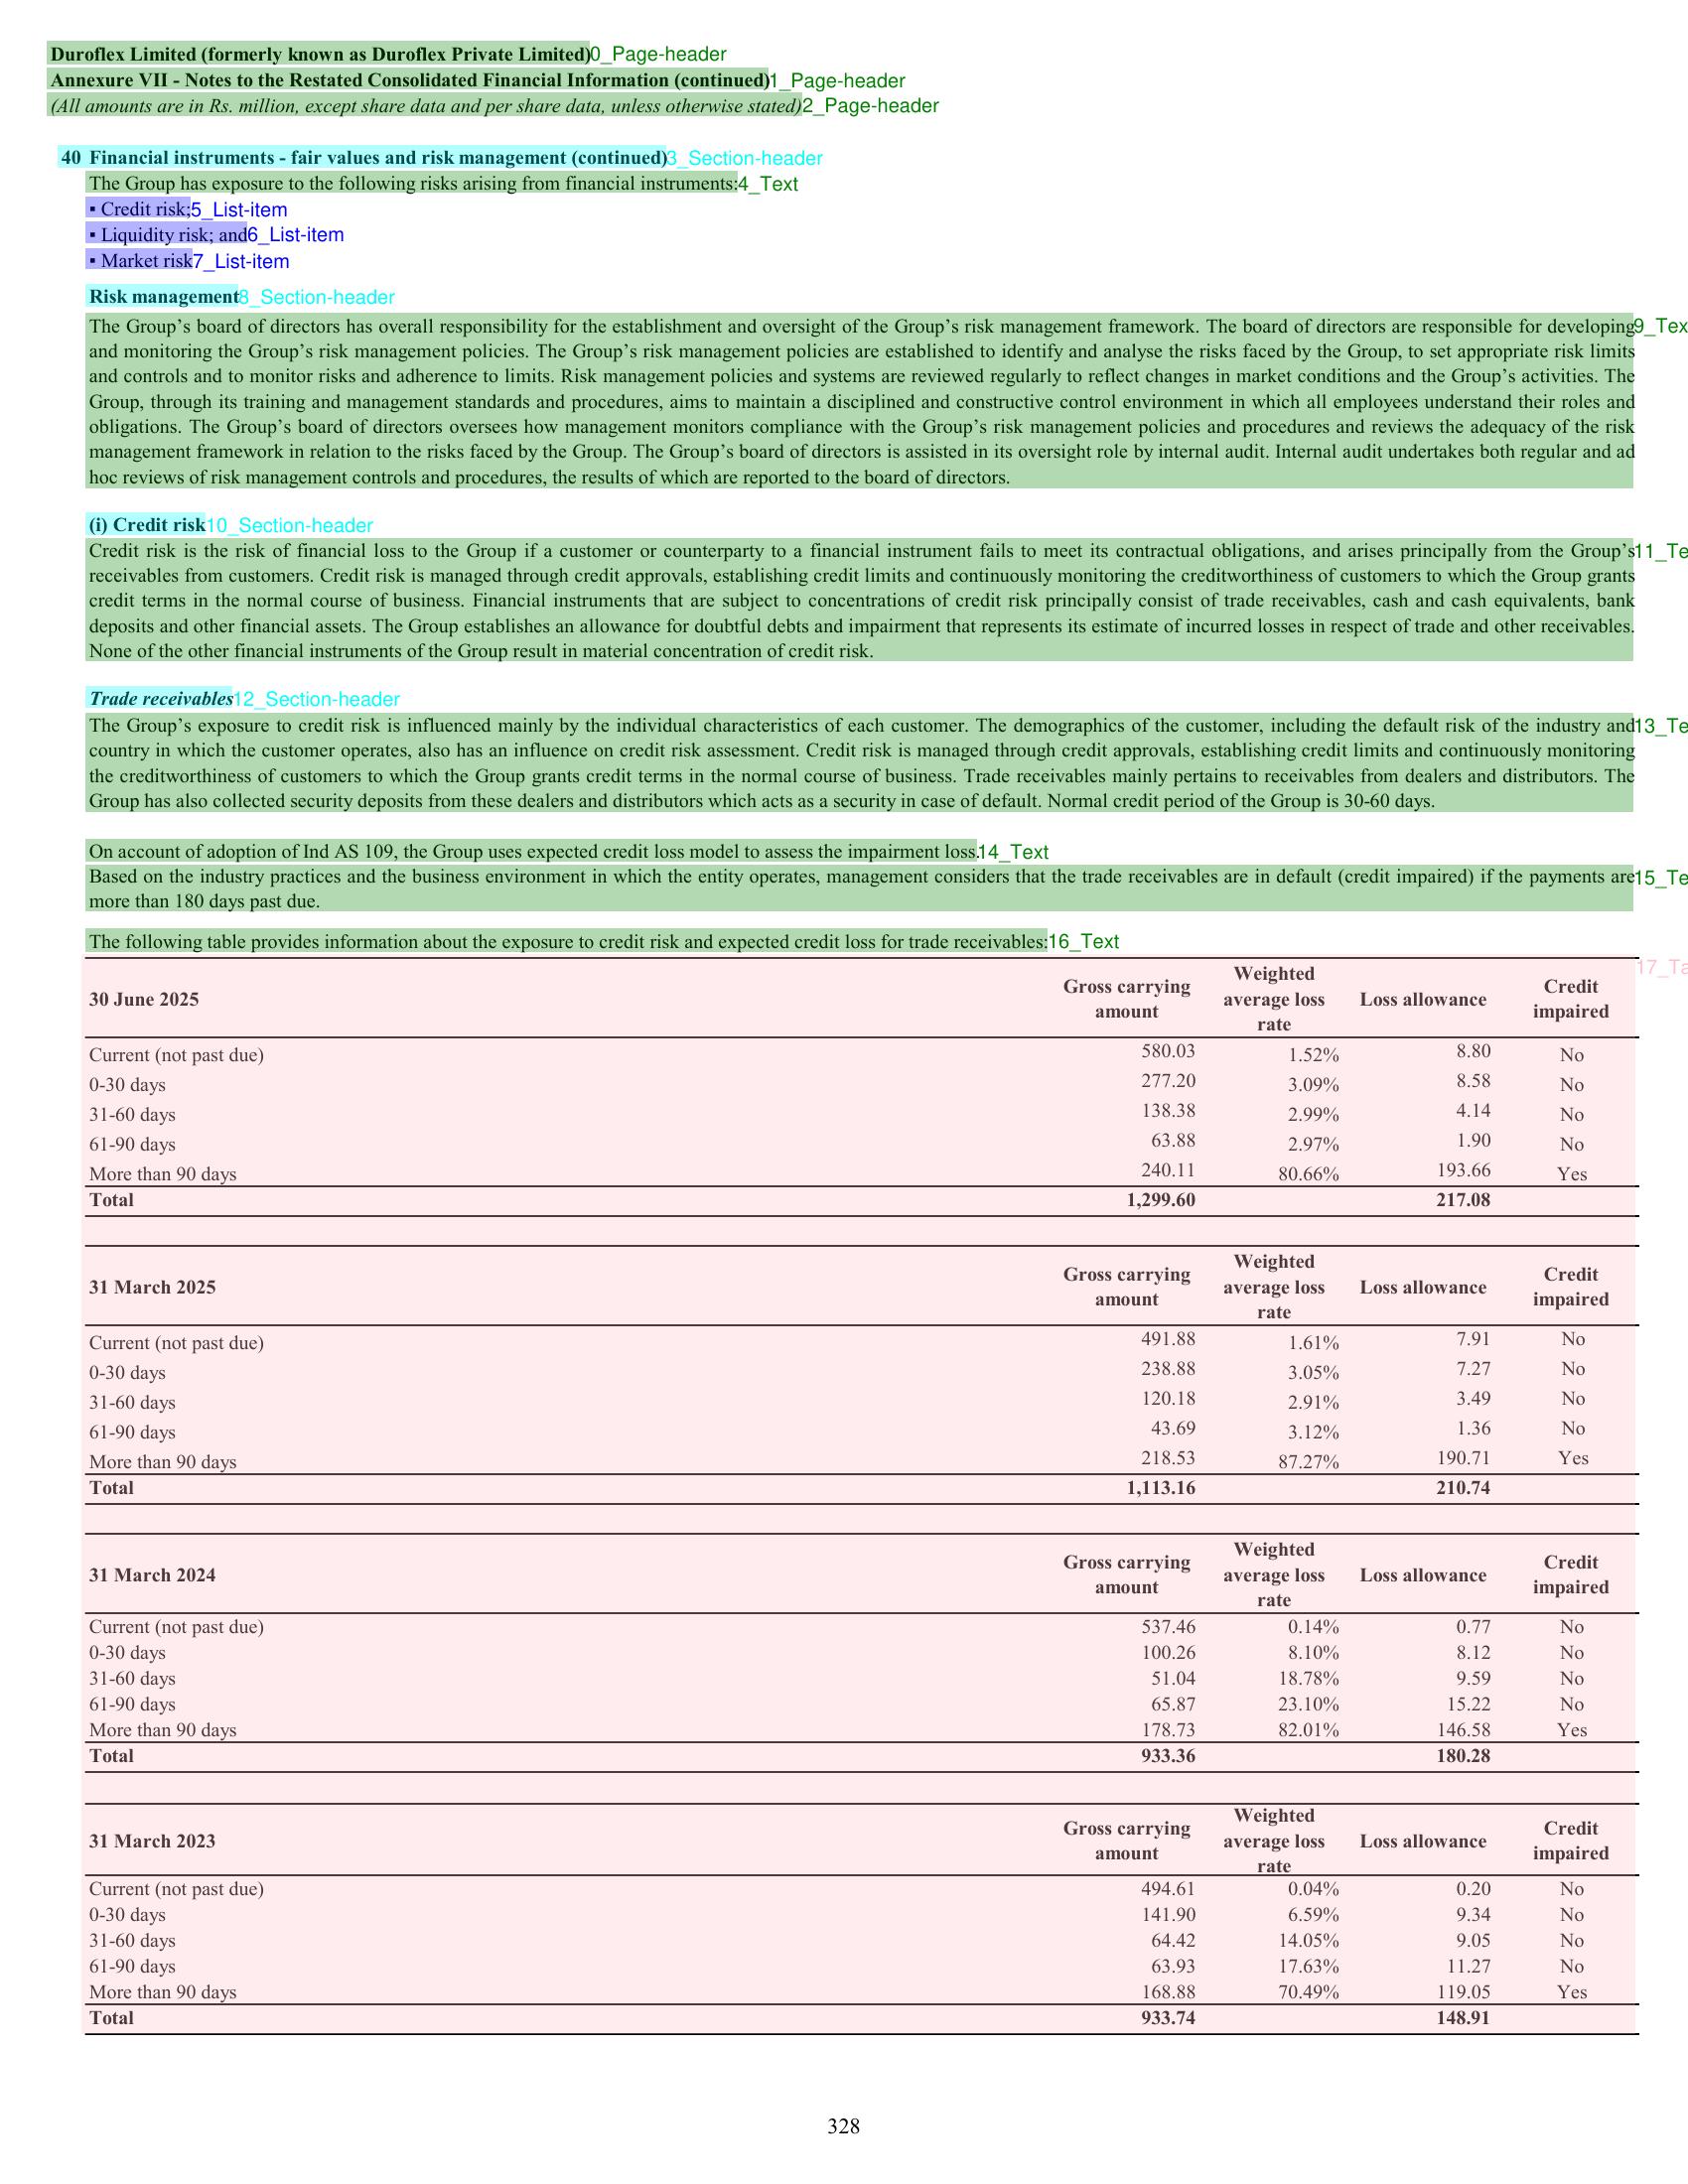 Duroflex Limited (formerly known as Duroflex Private Limited)0_Page-header
Annexure VII - Notes to the Restated Consolidated Financial Information (continued)1_Page-header
(All amounts are in Rs. million, except share data and per share data, unless otherwise stated)2_Page-header
40 Financial instruments - fair values and risk management (continued)3_Section-header
The Group has exposure to the following risks arising from financial instruments:4_Text
▪ Credit risk;5_List-item
▪ Liquidity risk; and6_List-item
▪ Market risk7_List-item
Risk management8_Section-header
The Group’s board of directors has overall responsibility for the establishment and oversight of the Group’s risk management framework. The board of directors are responsible for developing9_Tex
and monitoring the Group’s risk management policies. The Group’s risk management policies are established to identify and analyse the risks faced by the Group, to set appropriate risk limits
and controls and to monitor risks and adherence to limits. Risk management policies and systems are reviewed regularly to reflect changes in market conditions and the Group’s activities. The
Group, through its training and management standards and procedures, aims to maintain a disciplined and constructive control environment in which all employees understand their roles and
obligations. The Group’s board of directors oversees how management monitors compliance with the Group’s risk management policies and procedures and reviews the adequacy of the risk
management framework in relation to the risks faced by the Group. The Group’s board of directors is assisted in its oversight role by internal audit. Internal audit undertakes both regular and ad
hoc reviews of risk management controls and procedures, the results of which are reported to the board of directors.
(i) Credit risk10_Section-header
Credit risk is the risk of financial loss to the Group if a customer or counterparty to a financial instrument fails to meet its contractual obligations, and arises principally from the Group’s11_Te
receivables from customers. Credit risk is managed through credit approvals, establishing credit limits and continuously monitoring the creditworthiness of customers to which the Group grants
credit terms in the normal course of business. Financial instruments that are subject to concentrations of credit risk principally consist of trade receivables, cash and cash equivalents, bank
deposits and other financial assets. The Group establishes an allowance for doubtful debts and impairment that represents its estimate of incurred losses in respect of trade and other receivables.
None of the other financial instruments of the Group result in material concentration of credit risk.
Trade receivables12_Section-header
The Group’s exposure to credit risk is influenced mainly by the individual characteristics of each customer. The demographics of the customer, including the default risk of the industry and13_Te
country in which the customer operates, also has an influence on credit risk assessment. Credit risk is managed through credit approvals, establishing credit limits and continuously monitoring
the creditworthiness of customers to which the Group grants credit terms in the normal course of business. Trade receivables mainly pertains to receivables from dealers and distributors. The
Group has also collected security deposits from these dealers and distributors which acts as a security in case of default. Normal credit period of the Group is 30-60 days.
On account of adoption of Ind AS 109, the Group uses expected credit loss model to assess the impairment loss.14_Text
Based on the industry practices and the business environment in which the entity operates, management considers that the trade receivables are in default (credit impaired) if the payments are15_Te
more than 180 days past due.
The following table provides information about the exposure to credit risk and expected credit loss for trade receivables:16_Text
17_Ta
30 June 2025 Gross carrying amount Weighted average loss rate Loss allowance Credit impaired
Current (not past due) 580.03 1.52% 8.80 No
0-30 days 277.20 3.09% 8.58 No
31-60 days 138.38 2.99% 4.14 No
61-90 days 63.88 2.97% 1.90 No
More than 90 days 240.11 80.66% 193.66 Yes
Total 1,299.60 217.08
31 March 2025 Gross carrying amount Weighted average loss rate Loss allowance Credit impaired
Current (not past due) 491.88 1.61% 7.91 No
0-30 days 238.88 3.05% 7.27 No
31-60 days 120.18 2.91% 3.49 No
61-90 days 43.69 3.12% 1.36 No
More than 90 days 218.53 87.27% 190.71 Yes
Total 1,113.16 210.74
31 March 2024 Gross carrying amount Weighted average loss rate Loss allowance Credit impaired
Current (not past due) 537.46 0.14% 0.77 No
0-30 days 100.26 8.10% 8.12 No
31-60 days 51.04 18.78% 9.59 No
61-90 days 65.87 23.10% 15.22 No
More than 90 days 178.73 82.01% 146.58 Yes
Total 933.36 180.28
31 March 2023 Gross carrying amount Weighted average loss rate Loss allowance Credit impaired
Current (not past due) 494.61 0.04% 0.20 No
0-30 days 141.90 6.59% 9.34 No
31-60 days 64.42 14.05% 9.05 No
61-90 days 63.93 17.63% 11.27 No
More than 90 days 168.88 70.49% 119.05 Yes
Total 933.74 148.91
328